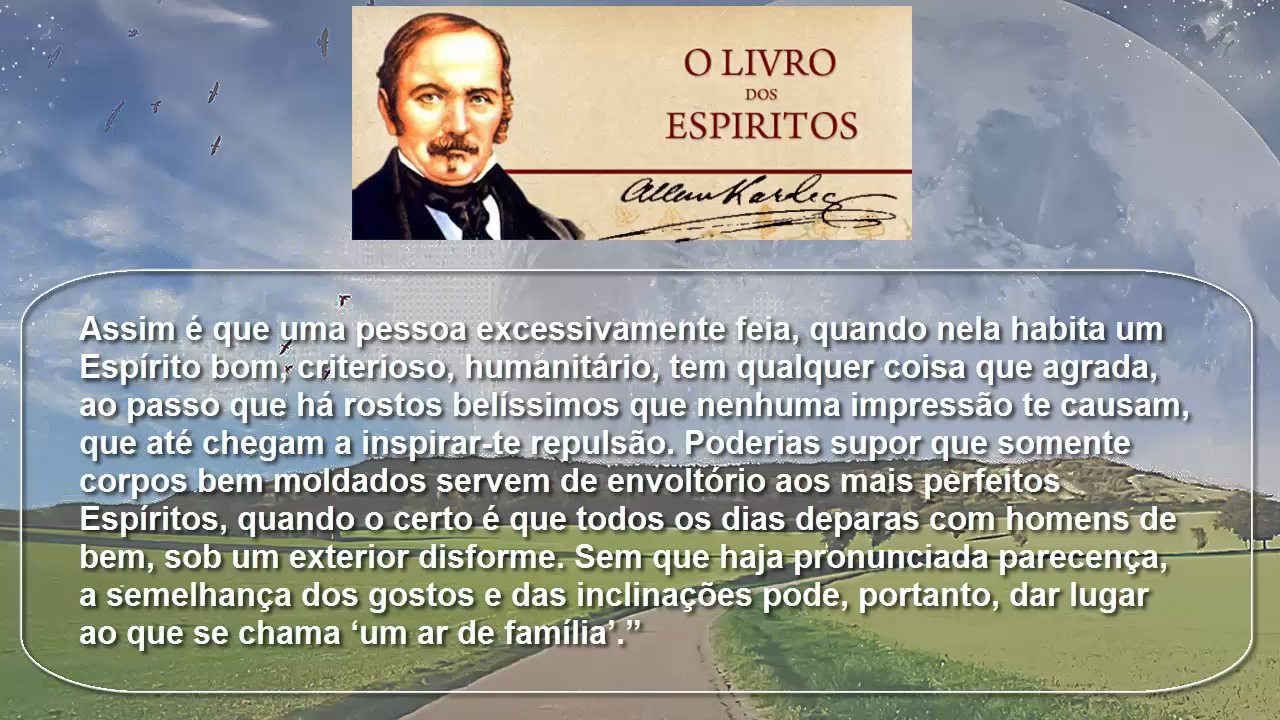 O LIVRO
DOS
ESPIRITOS
Allan Kardec
Assim é que uma pessoa excessivamente feia, quando nela habita um
Espírito bom, criterioso, humanitário, tem qualquer coisa que agrada,
ao passo que há rostos belíssimos que nenhuma impressão te causam,
que até chegam a inspirar-te repulsão. Poderias supor que somente
corpos bem moldados servem de envoltório aos mais perfeitos
Espíritos, quando o certo é que todos os dias deparas com homens de
bem, sob um exterior disforme. Sem que haja pronunciada parecença,
a semelhança dos gostos e das inclinações pode, portanto, dar lugar
ao que se chama ‘um ar de família’.”